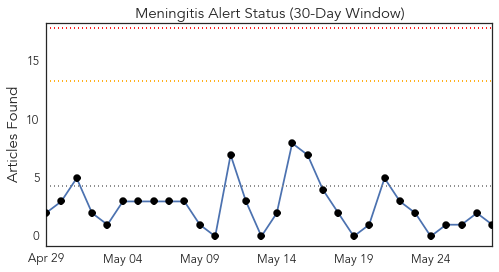 Meningitis Alert Status (30-Day Window)
Articles Found
15
10
5
0
Apr 29 May 04 May 09 May 14 May 19 May 24